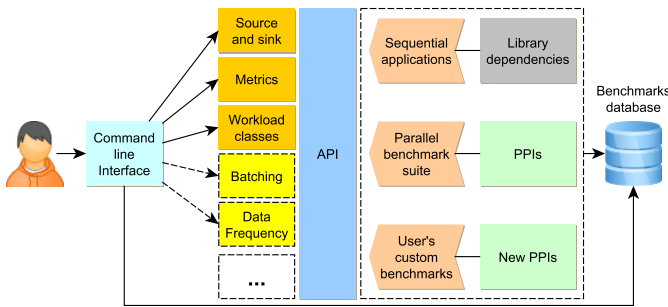 Source
and sink
Metrics
Workload
classes
Batching
Data
Frequency
...
Command
line
Interface
API
Sequential
applications
Library
dependencies
Parallel
benchmark
suite
PPIs
User's
custom
benchmarks
New PPIs
Benchmarks
database